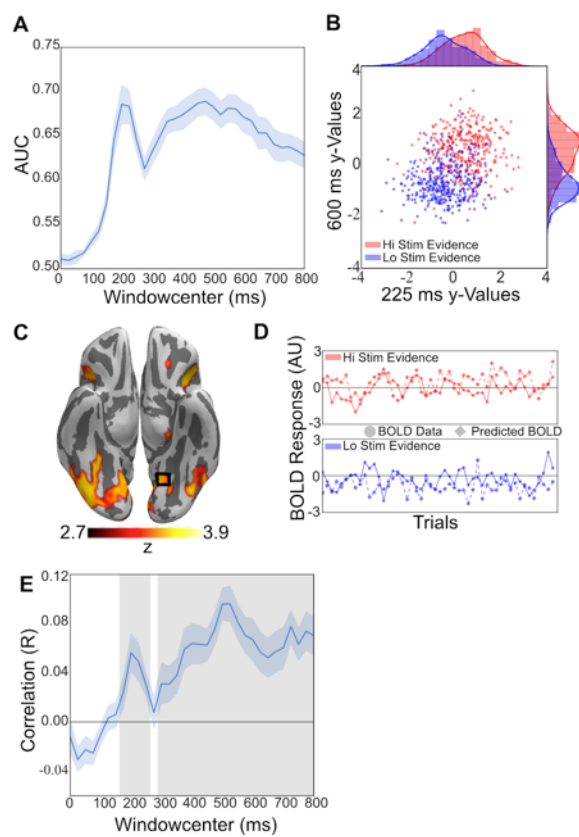 A
0.75
0.70
0.65
0.60
0.55
0.50
AUC
0 100 200 300 400 500 600 700 800
Windowcenter (ms)
B
4
2
0
-2
-4
600 ms y-Values
Hi Stim Evidence
Lo Stim Evidence
-4 -2 0 2 4
225 ms y-Values
C
2.7 3.9
z
D
BOLD Response (AU)
3
0
-3
Hi Stim Evidence
BOLD Data Predicted BOLD
3
0
-3
Lo Stim Evidence
Trials
E
0.12
0.08
0.04
0.00
-0.04
Correlation (R)
0 100 200 300 400 500 600 700 800
Windowcenter (ms)